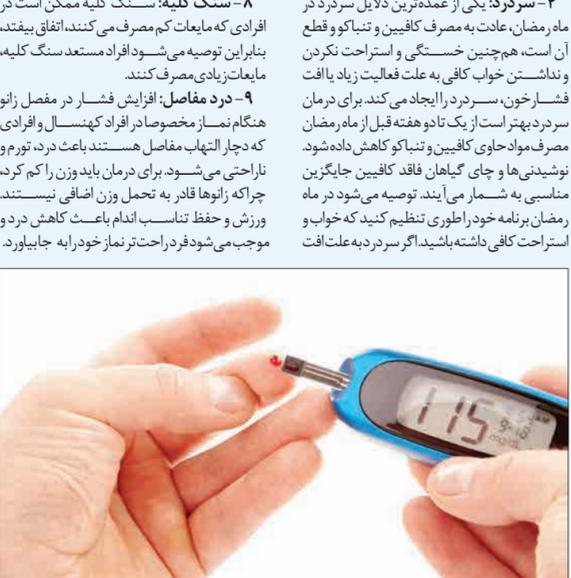 ۲- سردرد: یکی از عمده‌ترین دلایل سردرد در
ماه رمضان، عادت به مصرف کافیین و تنباکو و قطع
آن است، هم‌چنین خستگی و استراحت نکردن
و نداشتن خواب کافی به علت فعالیت زیاد یا افت
فشار خون، سردرد را ایجاد می کند. برای درمان
سردرد بهتر است از یک تا دو هفته قبل از ماه رمضان
مصرف مواد حاوی کافیین و تنباکو کاهش داده شود.
نوشیدنی‌ها و چای گیاهان فاقد کافیین جایگزین
مناسبی به شمار می‌آیند. توصیه می‌شود در ماه
رمضان برنامه خود را طوری تنظیم کنید که خواب و
استراحت کافی داشته باشید. اگر سردرد به علت افت
۸- سنگ کلیه: سنگ کلیه ممکن است در
افرادی که مایعات کم مصرف می کنند، اتفاق بیفتد،
بنابراین توصیه می‌شود افراد مستعد سنگ کلیه،
مایعات زیادی مصرف کنند.
۹- درد مفاصل: افزایش فشار در مفصل زانو
هنگام نماز مخصوصا در افراد کهنسال و افرادی
که دچار التهاب مفاصل هستند باعث درد، تورم و
ناراحتی می‌شود. برای درمان باید وزن را کم کرد،
چراکه زانوها قادر به تحمل وزن اضافی نیستند.
ورزش و حفظ تناسب اندام باعث کاهش درد و
موجب می‌شود فرد راحت‌تر نماز خود را به جا بیاورد.
115
AM
mg/dL